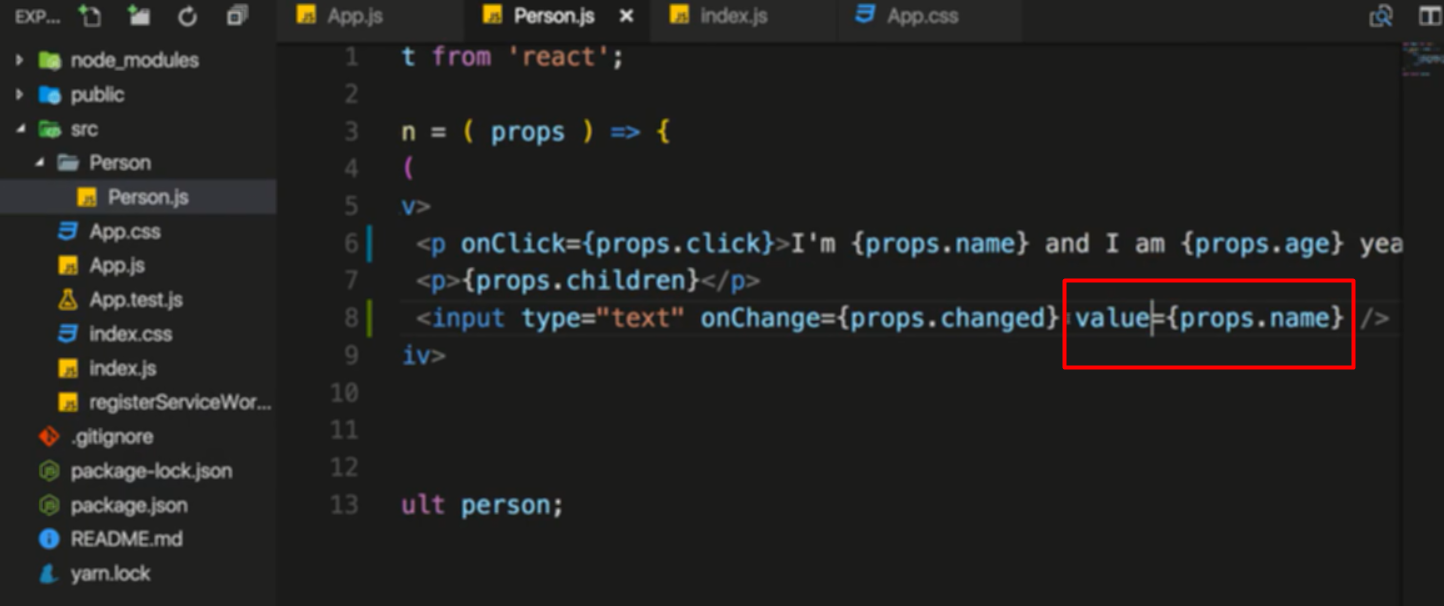 EXP...
App.js
Person.js
index.js
App.css
node_modules
public
src
Person
Person.js
App.css
App.js
App.test.js
index.css
index.js
registerServiceWor...
.gitignore
package-lock.json
package.json
README.md
yarn.lock
1 t from 'react';
2
3 n = ( props ) => {
4 (
5 v>
6 <p onClick={props.click}>I'm {props.name} and I am {props.age} yea
7 <p>{props.children}</p>
8 <input type="text" onChange={props.changed} value={props.name} />
9 iv>
10
11
12
13 ult person;